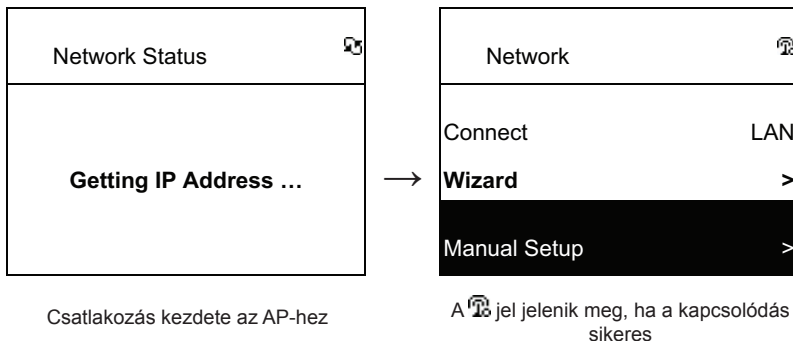 Network Status
Getting IP Address …
Csatlakozás kezdete az AP-hez
→
Network
Connect LAN
Wizard >
Manual Setup >
A jel jelenik meg, ha a kapcsolódás
sikeres